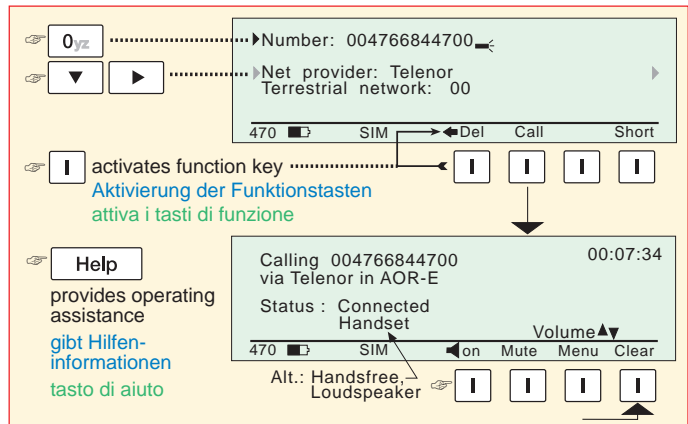 0yz
Number: 004766844700
Net provider: Telenor
Terrestrial network: 00
470 SIM Del Call Short
I activates function key I I I I
Aktivierung der Funktionstasten
attiva i tasti di funzione
Help
provides operating
assistance
gibt Hilfen-
informationen
tasto di aiuto
Calling 004766844700 00:07:34
via Telenor in AOR-E
Status : Connected
Handset
Volume
470 SIM on Mute Menu Clear
Alt.: Handsfree,
Loudspeaker
I I I I